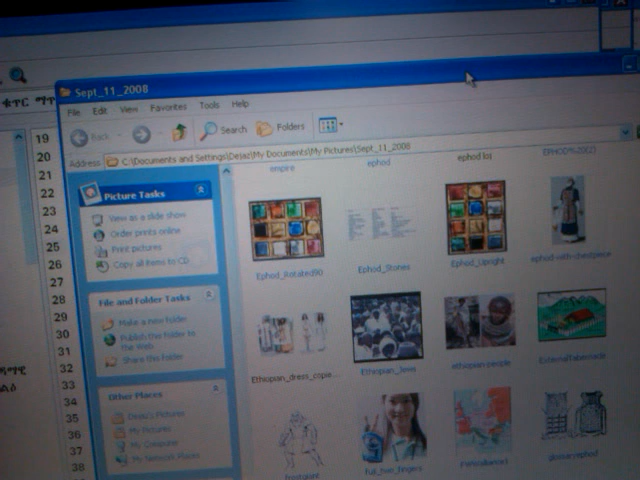 Sept_11_2008
File Edit View Favorites Tools Help
ቁጥር
Back Search Folders
Address C:\Documents and Settings\Dejaz\My Documents\My Pictures\Sept_11_2008
19
20
21
22
23
24
25
26
27
28
29
30
31
32
33
34
35
36
37
38
Picture Tasks
View as a slide show
Order prints online
Print pictures
Copy all items to CD
File and Folder Tasks
Make a new folder
Publish this folder to
the Web
Share this folder
Other Places
Dejaz's Pictures
My Pictures
My Computer
My Network Places
empire ephod ephod loj
Ephod_Rotated90 Ephod_Stones Ephod_Upright ephod-with-chestpiece
Ethiopian_dress_copie... Ethiopian_Jews ethiopian-people ExternalTabernacle
full_two_fingers